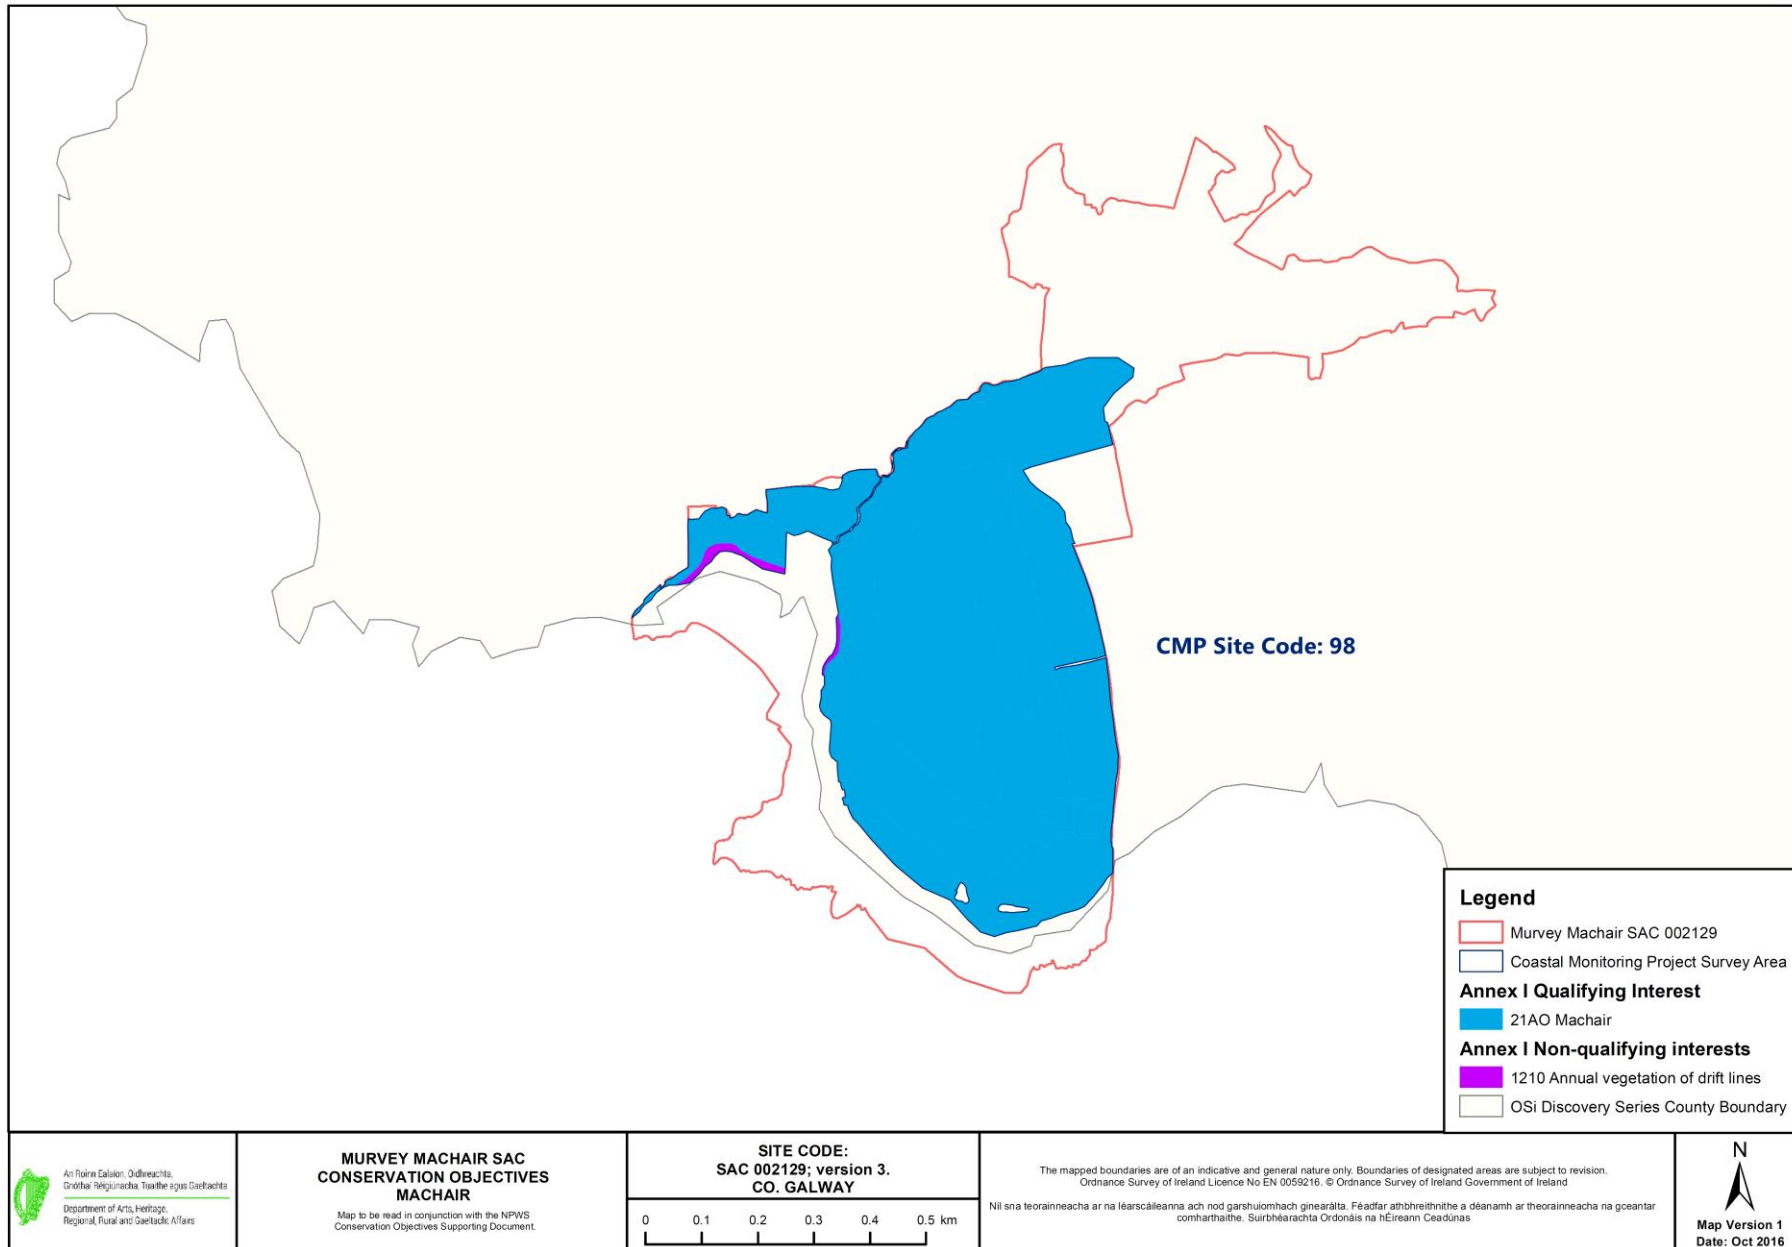 CMP Site Code: 98
Legend
Murvey Machair SAC 002129
Coastal Monitoring Project Survey Area
Annex I Qualifying Interest
21AO Machair
Annex I Non-qualifying interests
1210 Annual vegetation of drift lines
OSi Discovery Series County Boundary
An Roinn Ealaíon, Oidhreachta,
Gnóthaí Réigiúnacha, Tuaithe agus Gaeltachta
Department of Arts, Heritage,
Regional, Rural and Gaeltacht Affairs
MURVEY MACHAIR SAC
CONSERVATION OBJECTIVES
MACHAIR
Map to be read in conjunction with the NPWS
Conservation Objectives Supporting Document.
SITE CODE:
SAC 002129; version 3.
CO. GALWAY
0 0.1 0.2 0.3 0.4 0.5 km
The mapped boundaries are of an indicative and general nature only. Boundaries of designated areas are subject to revision.
Ordnance Survey of Ireland Licence No EN 0059216. © Ordnance Survey of Ireland Government of Ireland
Níl sna teorainneacha ar na léarscáileanna ach nod garshuiomhach ginearálta. Féadfar athbhreithnithe a déanamh ar theorainneacha na gceantar
comharthaithe. Suirbhéarachta Ordonáis na hÉireann Ceadúnas
N
Map Version 1
Date: Oct 2016